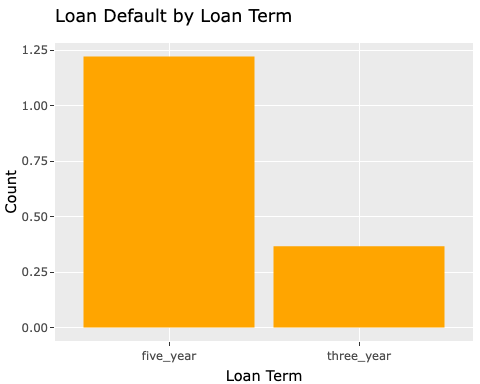 Loan Default by Loan Term
1.25
1.00
0.75
0.50
0.25
0.00
Count
five_year
three_year
Loan Term